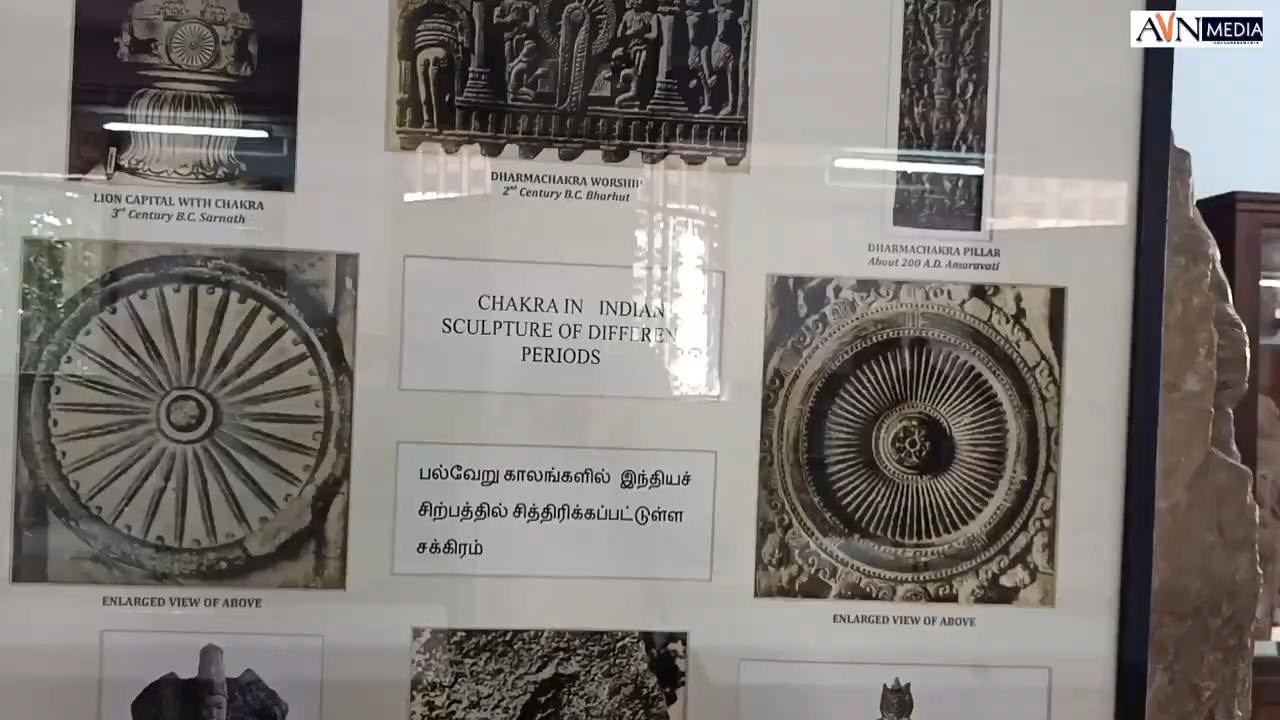 AVN MEDIA
LION CAPITAL WITH CHAKRA
3rd Century B.C. Sarnath
DHARMACHAKRA WORSHIP
2nd Century B.C. Bharhut
DHARMACHAKRA PILLAR
About 200 A.D. Amaravati
CHAKRA IN INDIAN
SCULPTURE OF DIFFEREN
PERIODS
பல்வேறு காலங்களில் இந்தியச்
சிற்பத்தில் சித்திரிக்கப்பட்டுள்ள
சக்கிரம்
ENLARGED VIEW OF ABOVE
ENLARGED VIEW OF ABOVE